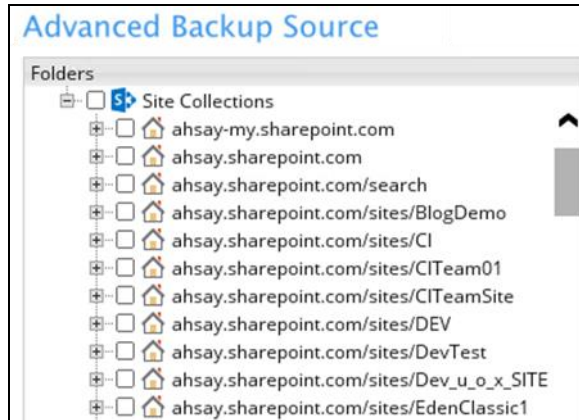 Advanced Backup Source
Folders
Site Collections
ahsay-my.sharepoint.com
ahsay.sharepoint.com
ahsay.sharepoint.com/search
ahsay.sharepoint.com/sites/BlogDemo
ahsay.sharepoint.com/sites/CI
ahsay.sharepoint.com/sites/CITeam01
ahsay.sharepoint.com/sites/CITeamSite
ahsay.sharepoint.com/sites/DEV
ahsay.sharepoint.com/sites/DevTest
ahsay.sharepoint.com/sites/Dev_u_o_x_SITE
ahsay.sharepoint.com/sites/EdenClassic1